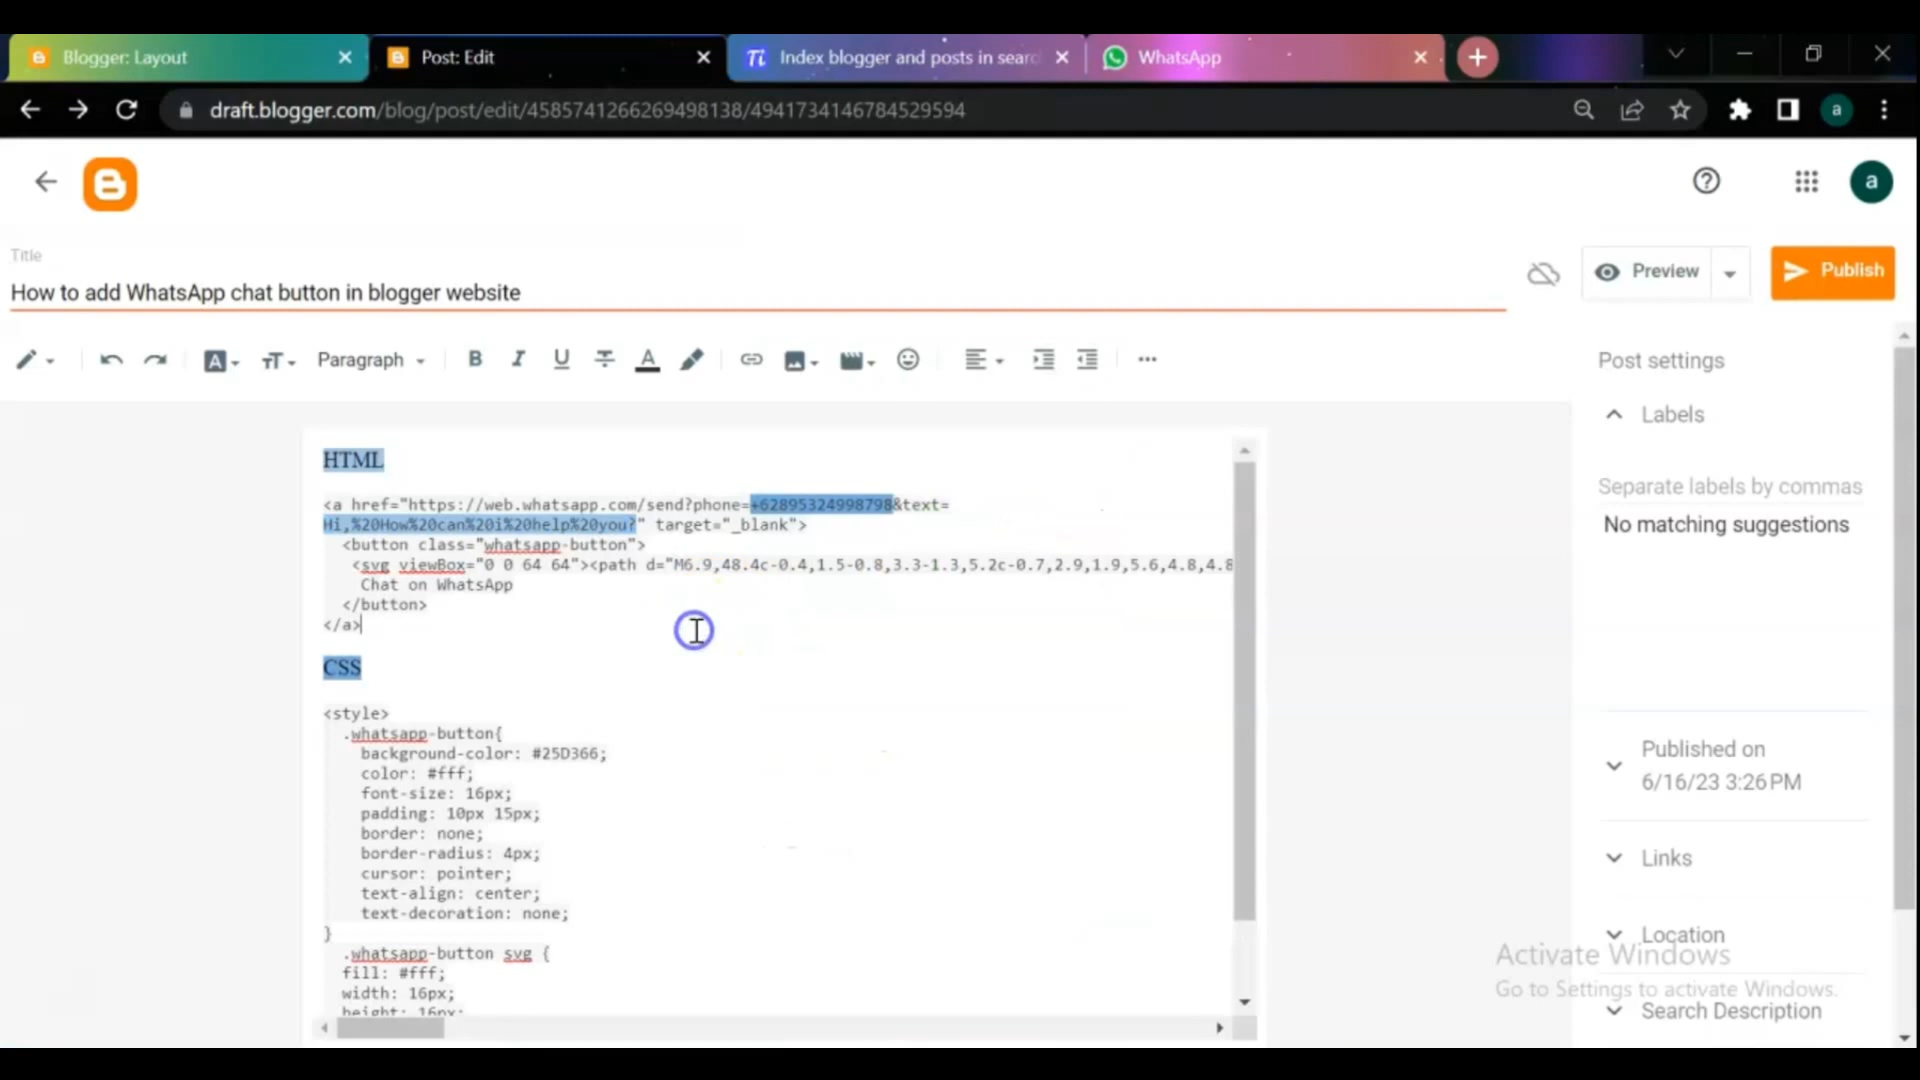 Blogger: Layout
Post: Edit
Index blogger and posts in searc
WhatsApp
draft.blogger.com/blog/post/edit/4585741266269498138/4941734146784529594
a
a
Title
How to add WhatsApp chat button in blogger website
Preview
Publish
Paragraph
Post settings
Labels
Separate labels by commas
No matching suggestions
HTML
<a href="https://web.whatsapp.com/send?phone=+62895324998798&text=
Hi,%20How%20can%20i%20help%20you?" target="_blank">
<button class="whatsapp-button">
<svg viewBox="0 0 64 64"><path d="M6.9,48.4c-0.4,1.5-0.8,3.3-1.3,5.2c-0.7,2.9,1.9,5.6,4.8,4.8
Chat on WhatsApp
</button>
</a>
CSS
<style>
.whatsapp-button{
background-color: #25D366;
color: #fff;
font-size: 16px;
padding: 10px 15px;
border: none;
border-radius: 4px;
cursor: pointer;
text-align: center;
text-decoration: none;
}
.whatsapp-button svg {
fill: #fff;
width: 16px;
height: 16px;
Published on
6/16/23 3:26 PM
Links
Location
Activate Windows
Go to Settings to activate Windows.
Search Description